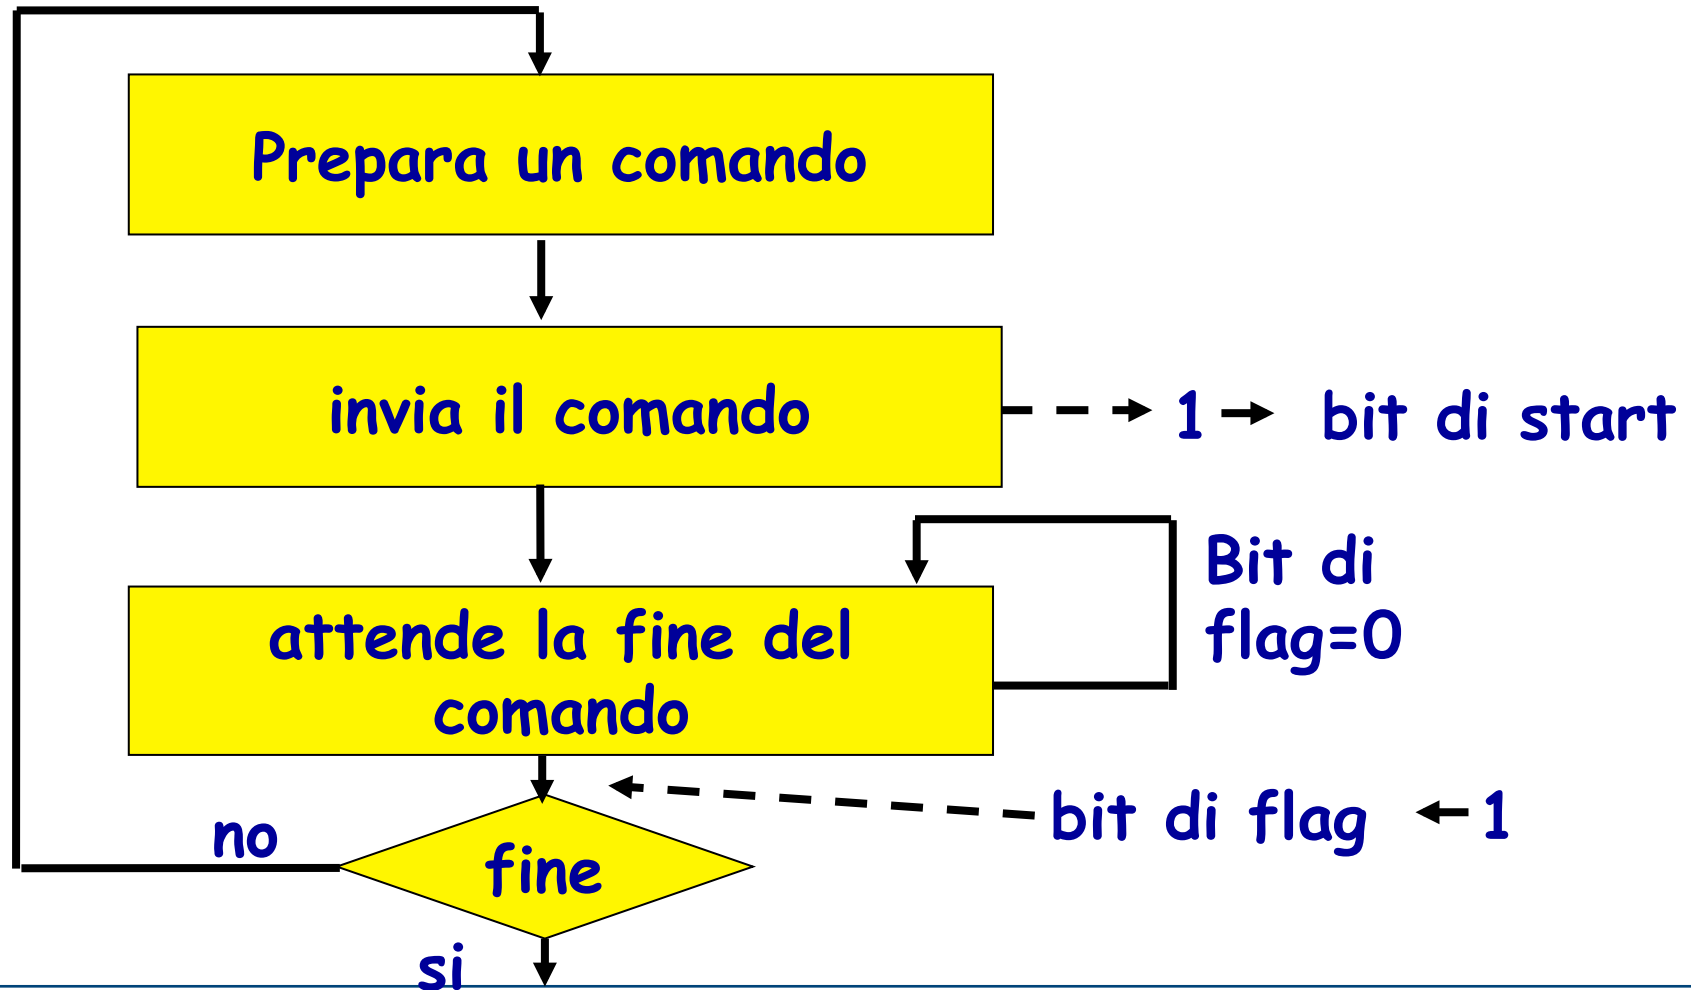 Prepara un comando
invia il comando
1
bit di start
Bit di
flag=0
attende la fine del
comando
bit di flag
1
no
fine
si